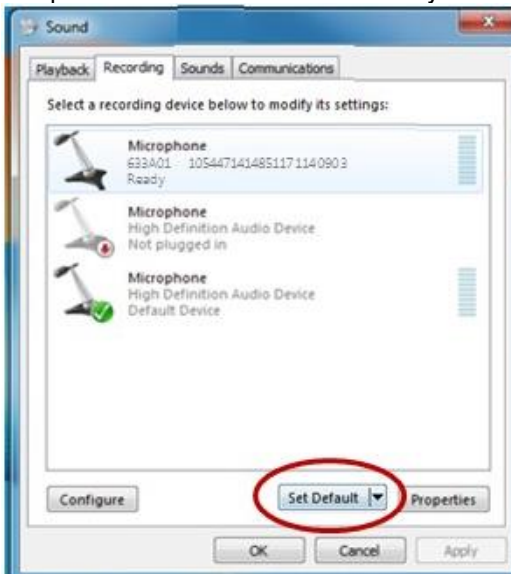 Sound
Playback Recording Sounds Communications
Select a recording device below to modify its settings:
Microphone
633A01 1054471414851171140903
Ready
Microphone
High Definition Audio Device
Not plugged in
Microphone
High Definition Audio Device
Default Device
Configure Set Default Properties
OK Cancel Apply